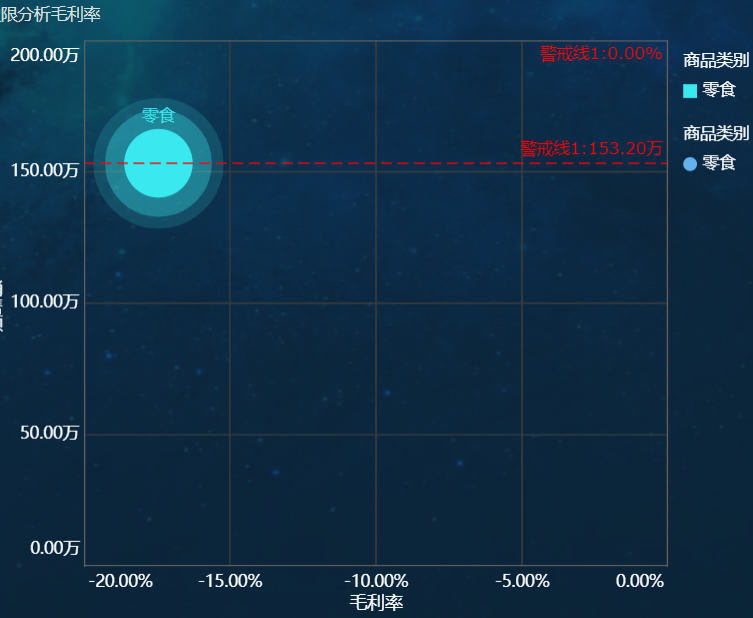 限分析毛利率
200.00万
150.00万
100.00万
50.00万
0.00万
警戒线1:0.00%
警戒线1:153.20万
零食
商品类别
零食
商品类别
零食
-20.00%
-15.00%
-10.00%
-5.00%
0.00%
毛利率